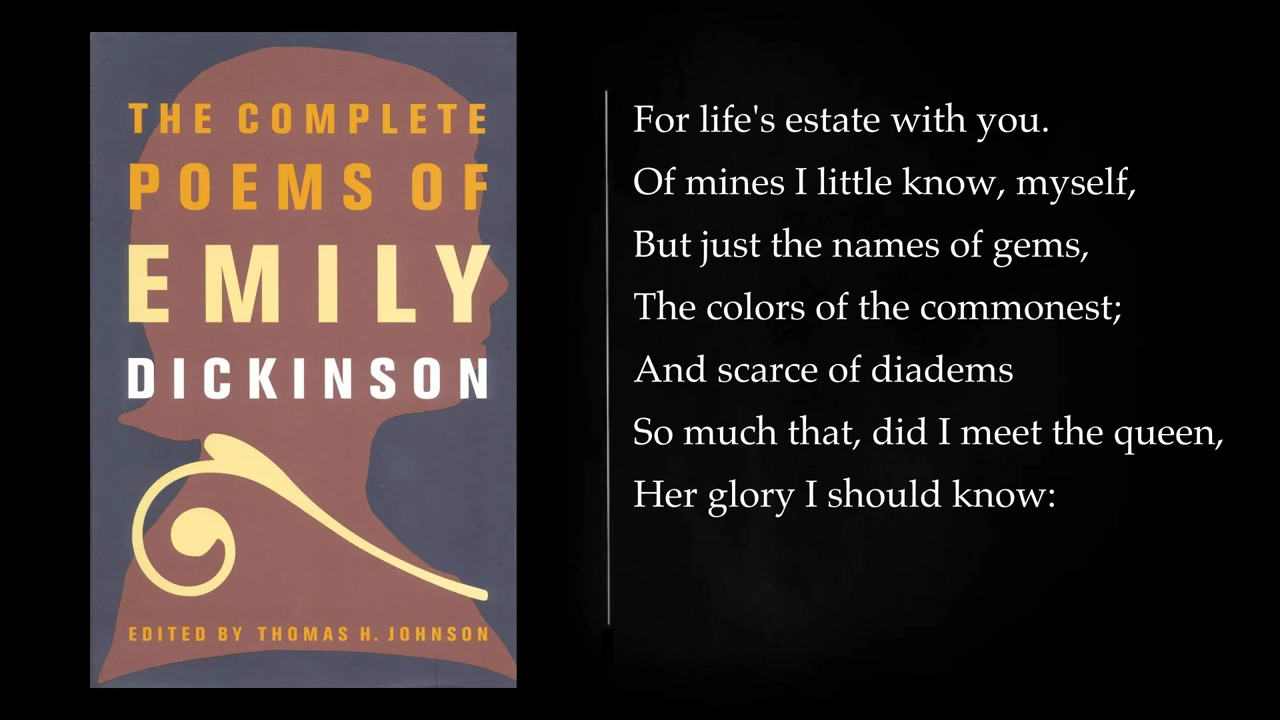 THE COMPLETE
POEMS OF
EMILY
DICKINSON
EDITED BY THOMAS H. JOHNSON
For life's estate with you.
Of mines I little know, myself,
But just the names of gems,
The colors of the commonest;
And scarce of diadems
So much that, did I meet the queen,
Her glory I should know: